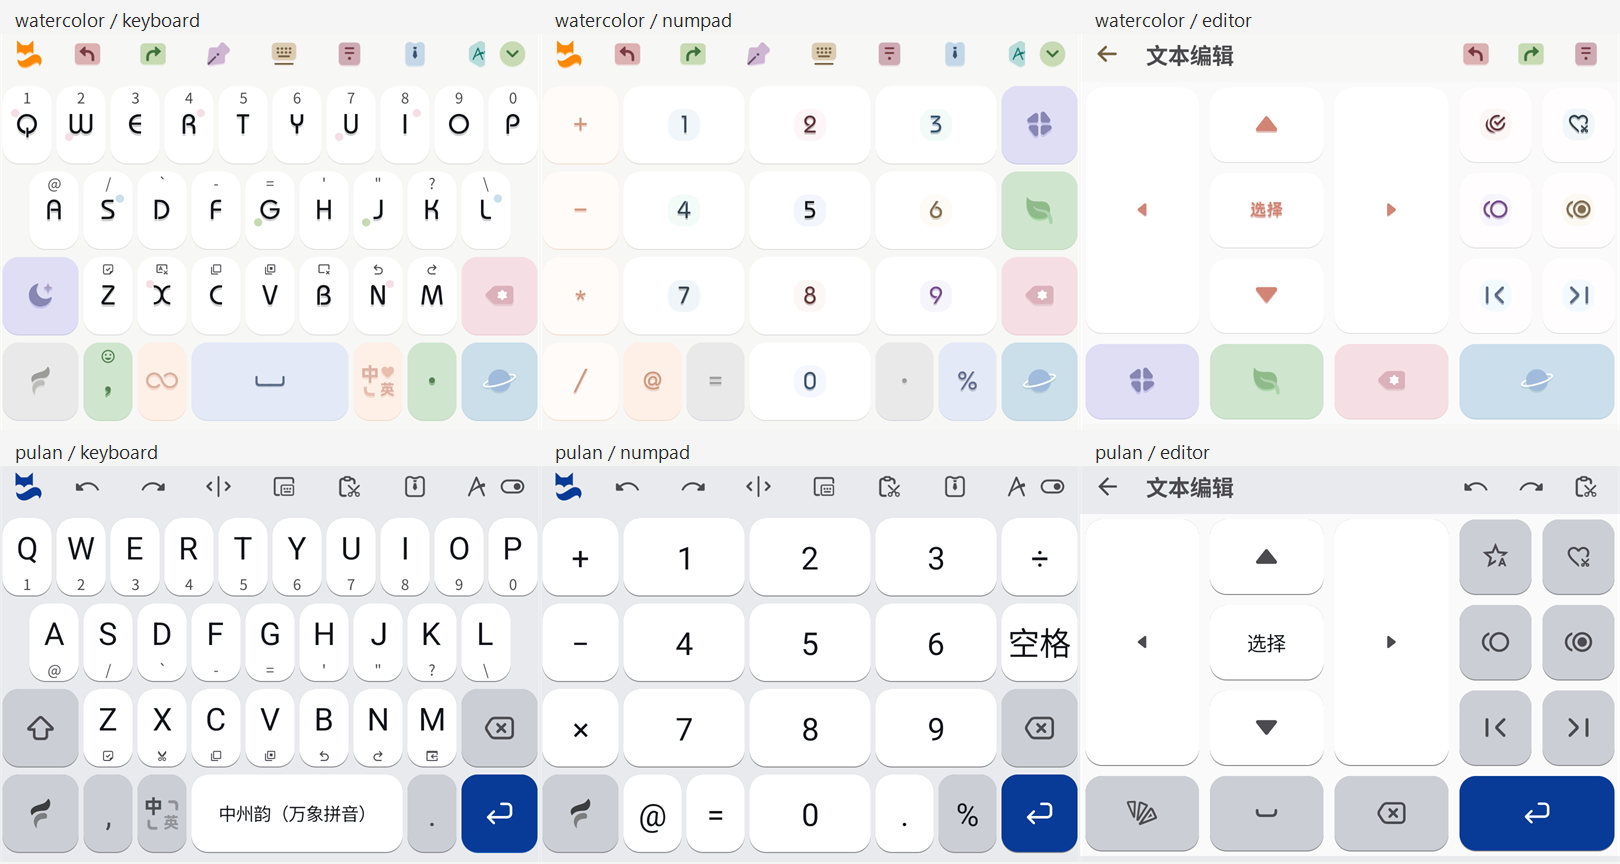 watercolor / keyboard
1 2 3 4 5 6 7 8 9 0
Q W E R T Y U I O P
@ / ` - = ' " ? \
A S D F G H J K L
Z X C V B N M
, 中 英 .
watercolor / numpad
+ 1 2 3
− 4 5 6
* 7 8 9
/ @ = 0 . %
watercolor / editor
文本编辑
选择
pulan / keyboard
Q W E R T Y U I O P
1 2 3 4 5 6 7 8 9 0
A S D F G H J K L
@ / ` - = ' " ? \
Z X C V B N M
, 中 英 中州韵（万象拼音） .
pulan / numpad
+ 1 2 3 ÷
− 4 5 6 空格
× 7 8 9
@ = 0 . %
pulan / editor
文本编辑
选择